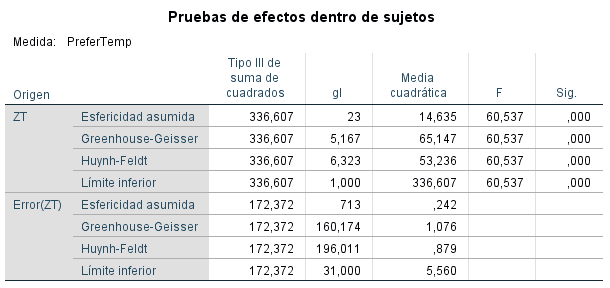 Pruebas de efectos dentro de sujetos
Medida: PreferTemp
Origen Tipo III de suma de cuadrados gl Media cuadrática F Sig.
ZT Esfericidad asumida 336,607 23 14,635 60,537 ,000
Greenhouse-Geisser 336,607 5,167 65,147 60,537 ,000
Huynh-Feldt 336,607 6,323 53,236 60,537 ,000
Límite inferior 336,607 1,000 336,607 60,537 ,000
Error(ZT) Esfericidad asumida 172,372 713 ,242
Greenhouse-Geisser 172,372 160,174 1,076
Huynh-Feldt 172,372 196,011 ,879
Límite inferior 172,372 31,000 5,560